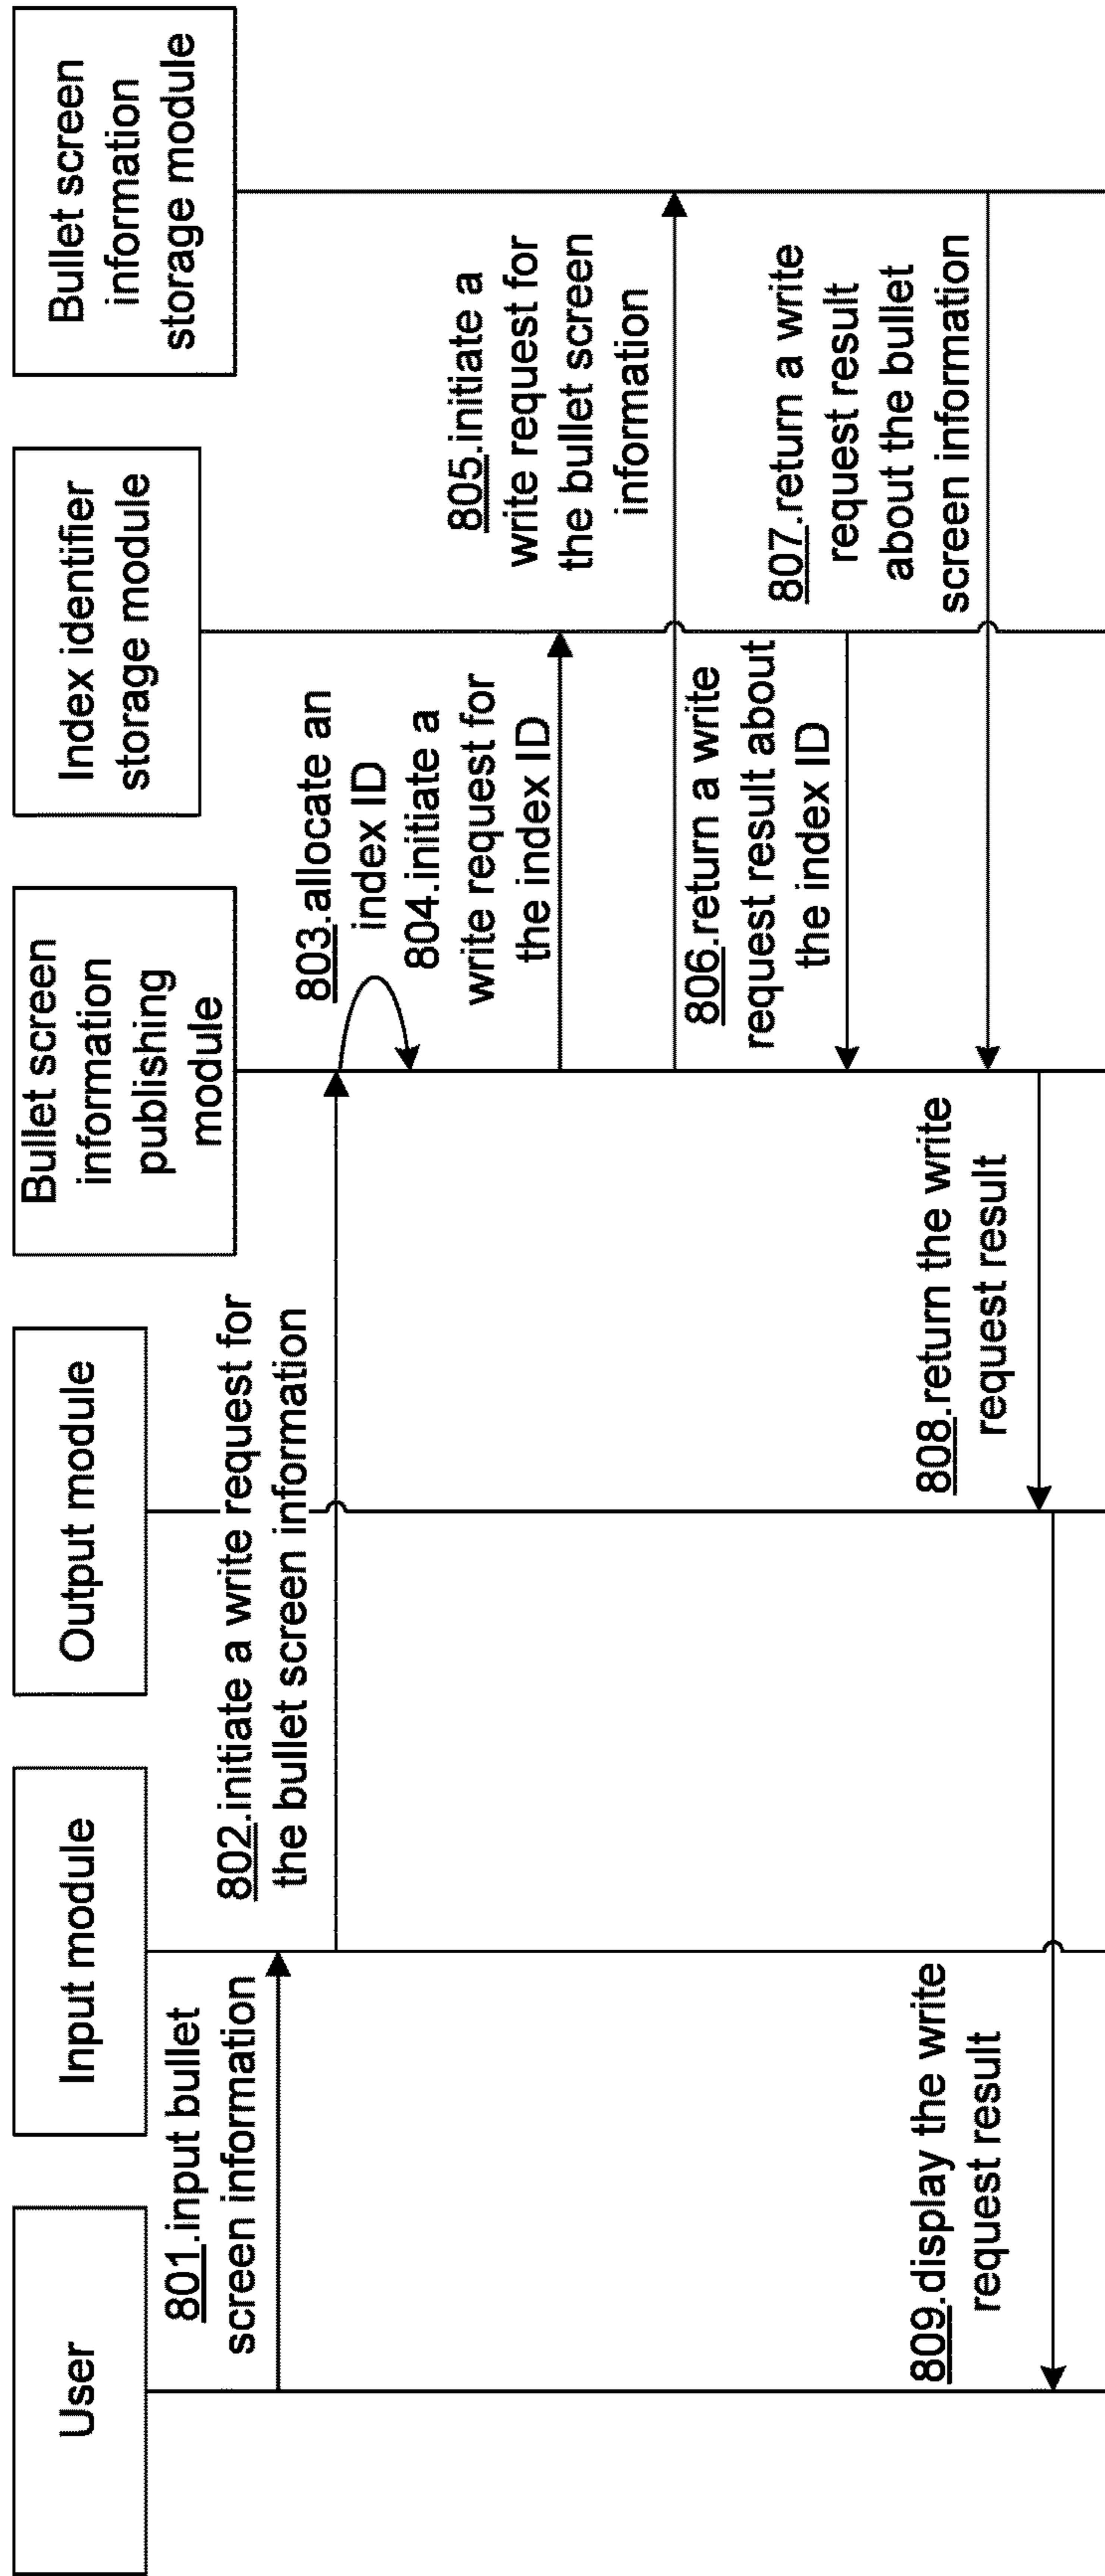 User
Input module
Output module
Bullet screen
information
publishing
module
Index identifier
storage module
Bullet screen
information
storage module
801.input bullet
screen information
802.initiate a write request for
the bullet screen information
803.allocate an
index ID
804.initiate a
write request for
the index ID
805.initiate a
write request for
the bullet screen
information
806.return a write
request result about
the index ID
807.return a write
request result
about the bullet
screen information
808.return the write
request result
809.display the write
request result